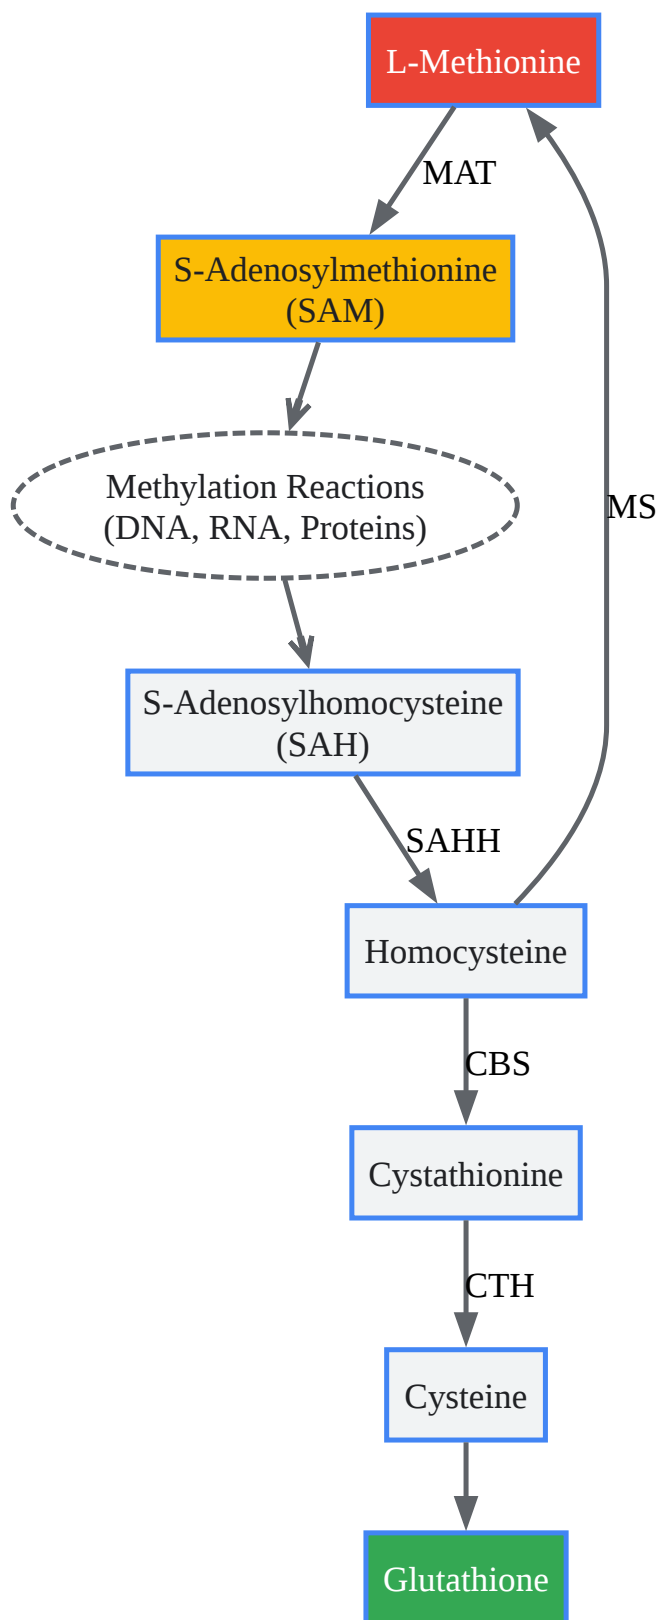 L-Methionine
MAT
S-Adenosylmethionine
(SAM)
Methylation Reactions
(DNA, RNA, Proteins)
MS
S-Adenosylhomocysteine
(SAH)
SAHH
Homocysteine
CBS
Cystathionine
CTH
Cysteine
Glutathione